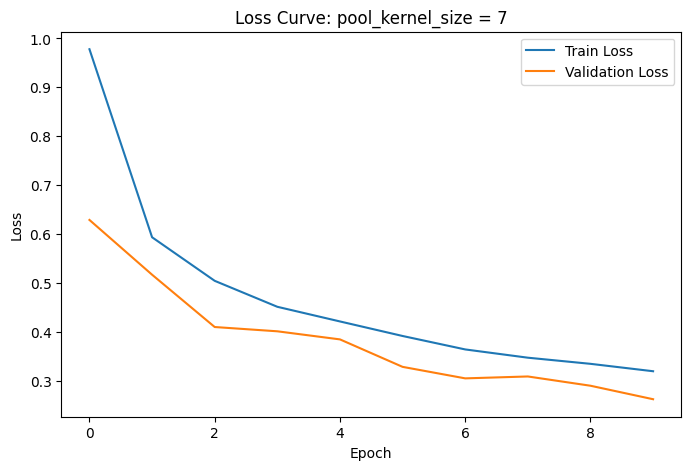 Loss Curve: pool_kernel_size = 7
Train Loss
Validation Loss
Loss
1.0
0.9
0.8
0.7
0.6
0.5
0.4
0.3
0 2 4 6 8
Epoch